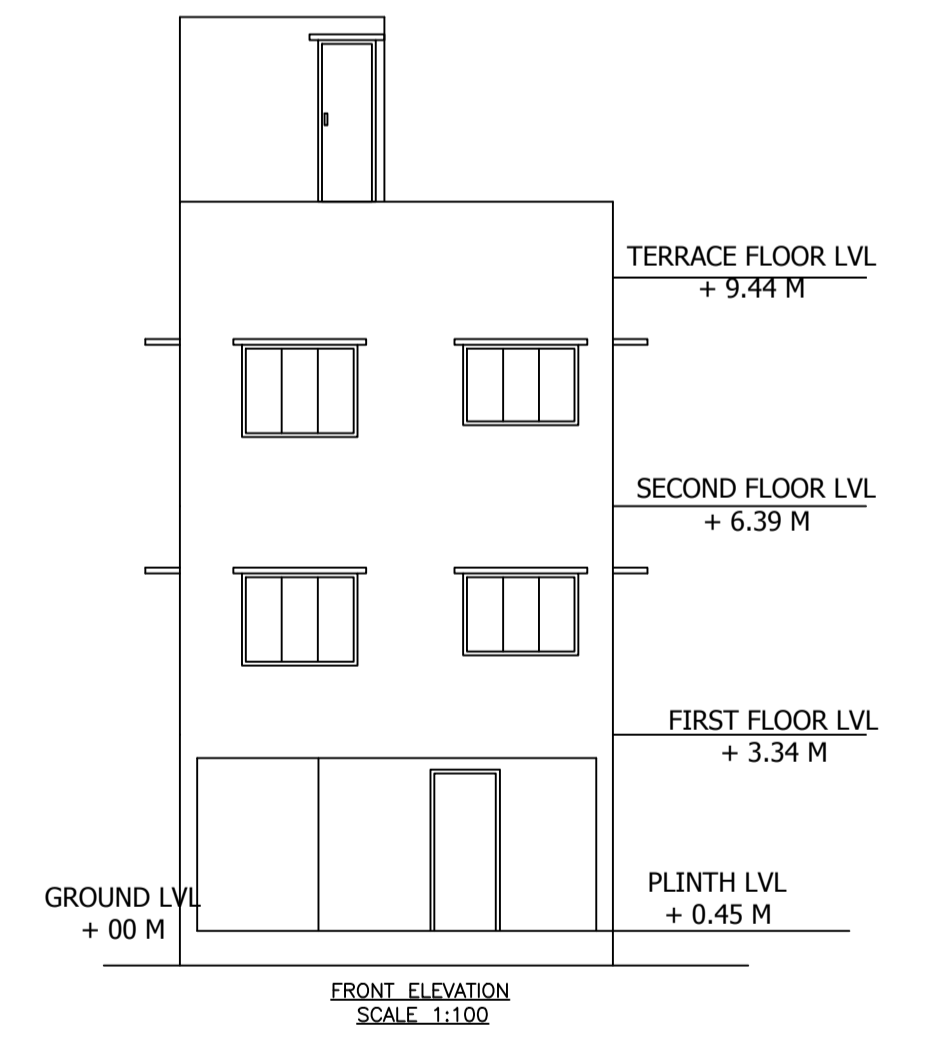 TERRACE FLOOR LVL
+ 9.44 M
SECOND FLOOR LVL
+ 6.39 M
FIRST FLOOR LVL
+ 3.34 M
PLINTH LVL
+ 0.45 M
GROUND LVL
+ 00 M
FRONT ELEVATION
SCALE 1:100